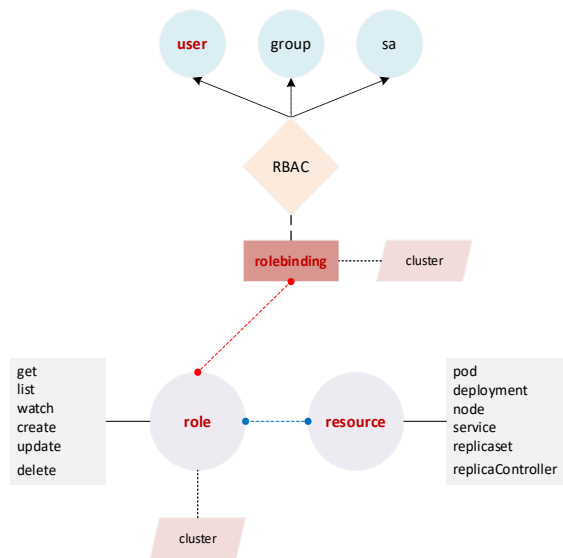 user
group
sa
RBAC
rolebinding
cluster
get
list
watch
create
update
delete
role
resource
pod
deployment
node
service
replicaset
replicaController
cluster